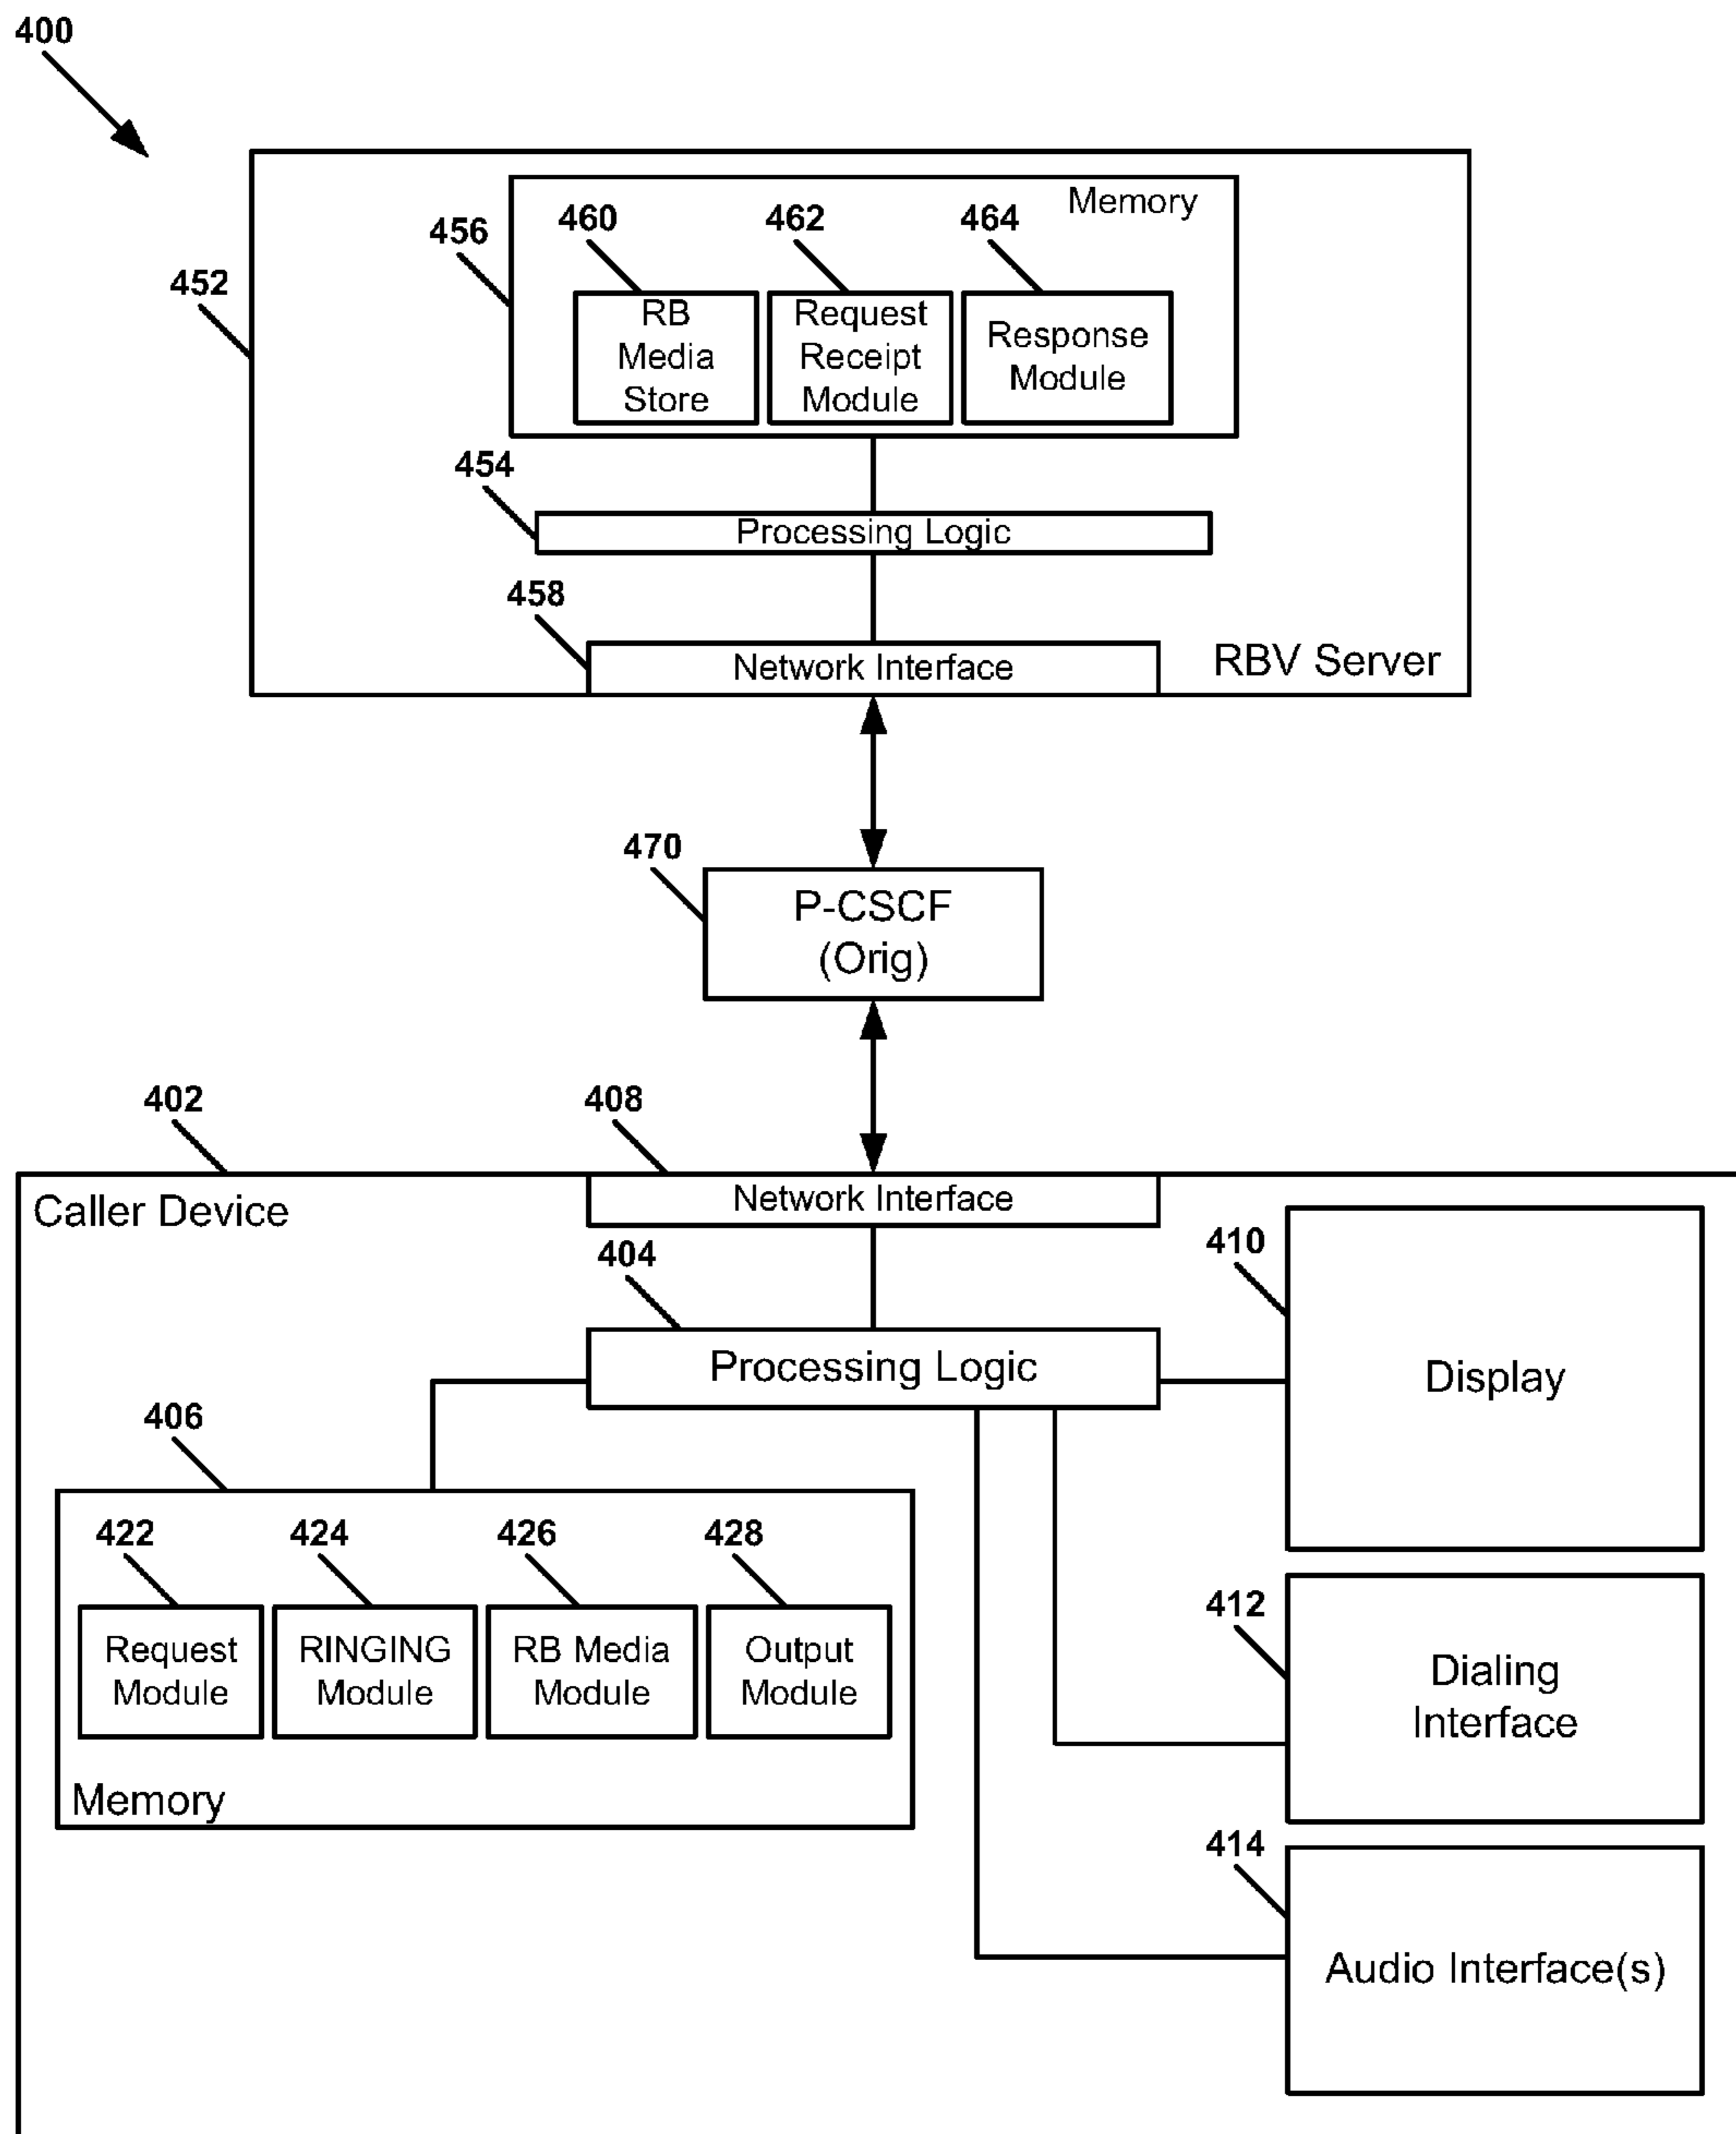 400
Memory
460
462
464
456
452
RB
Media
Store
Request
Receipt
Module
Response
Module
454
Processing Logic
458
Network Interface
RBV Server
470
P-CSCF
(Orig)
402
408
Caller Device
Network Interface
404
410
Processing Logic
Display
406
422
424
426
428
Request
Module
RINGING
Module
RB Media
Module
Output
Module
Memory
412
Dialing
Interface
414
Audio Interface(s)